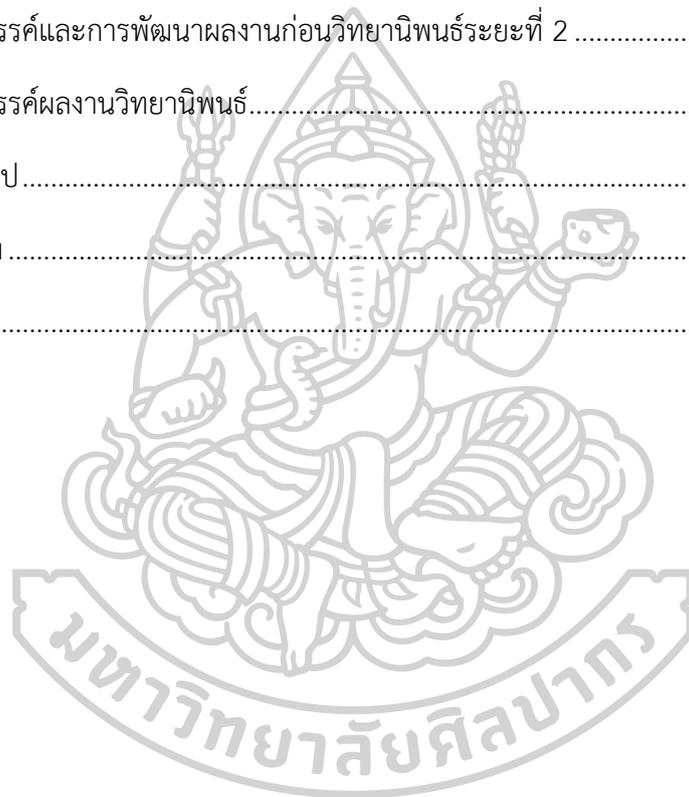 รรค์และการพัฒนาผลงานก่อนวิทยานิพนธ์ระยะที่ 2 ................
รรค์ผลงานวิทยานิพนธ์................................................................
ป................................................................................................
................................................................................................
................................................................................................
มหาวิทยาลัยศิลปากร